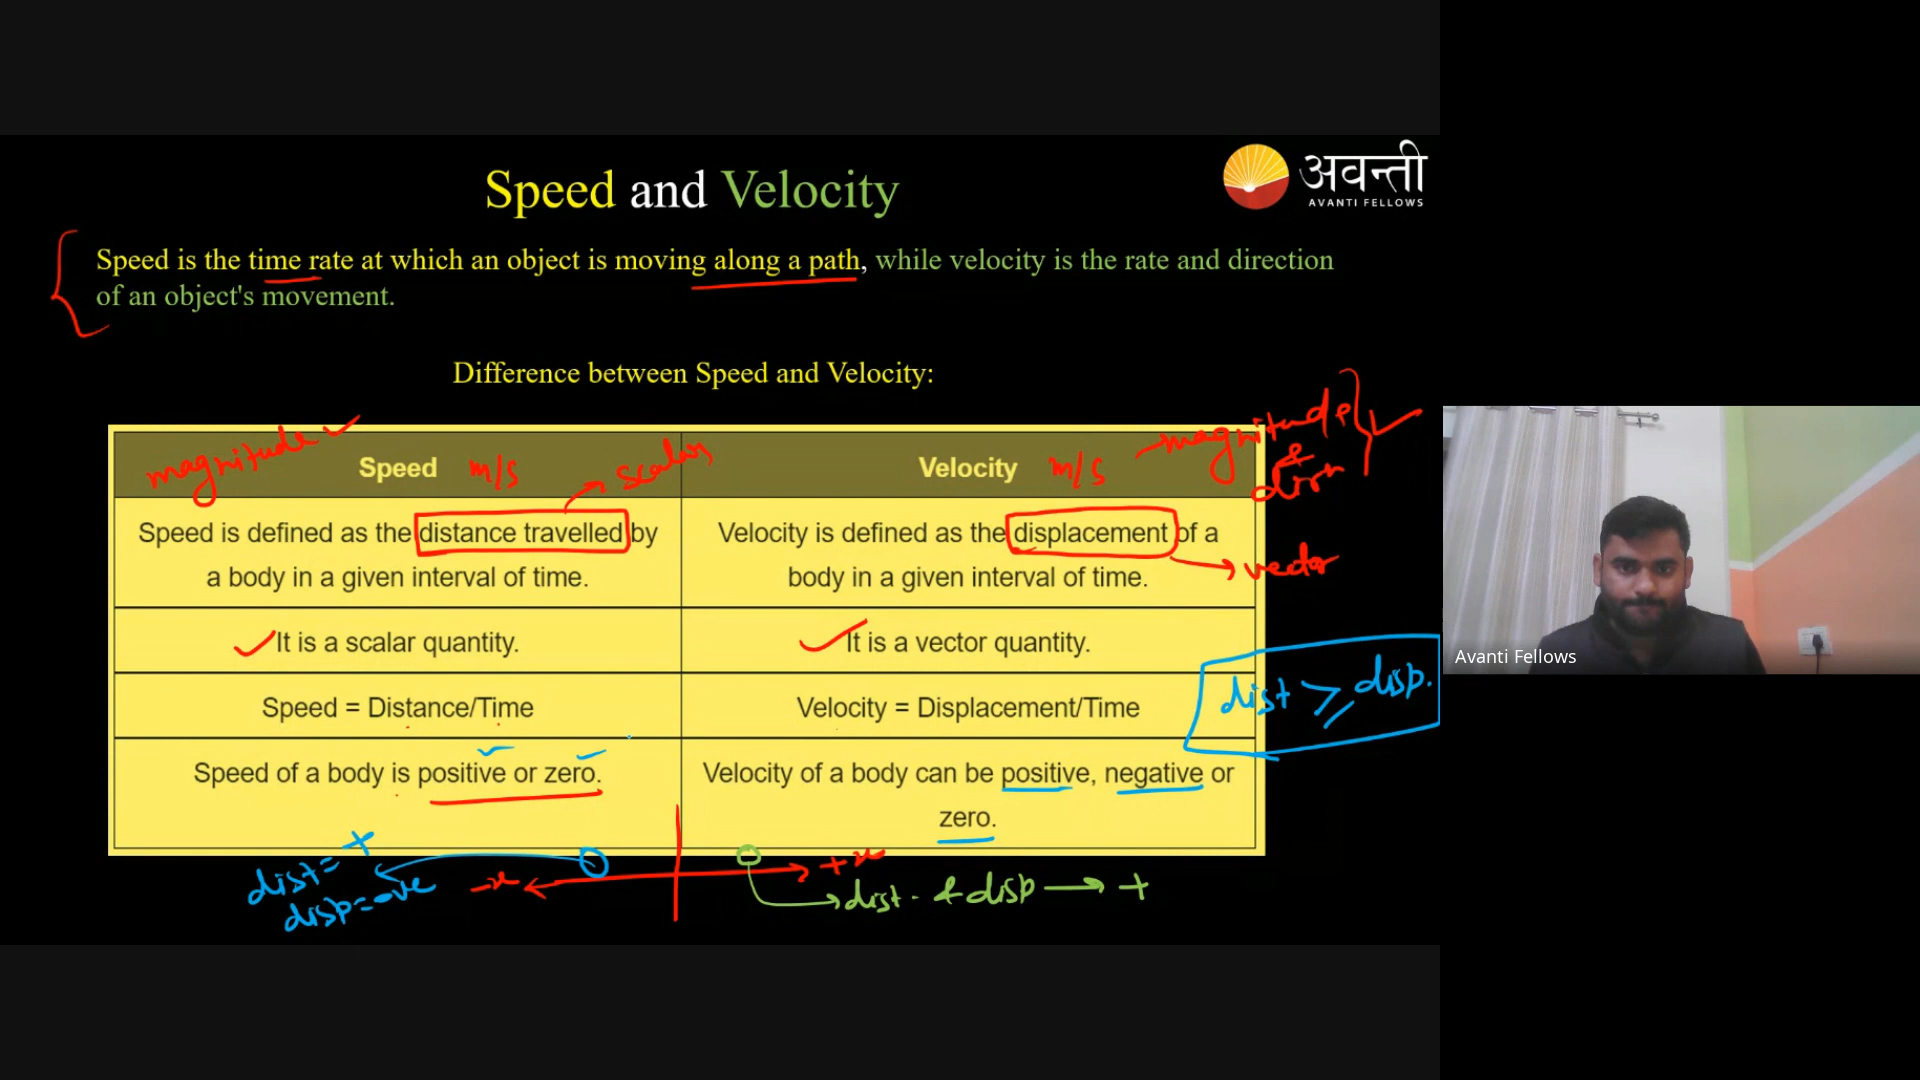 Speed and Velocity
अवन्ती
AVANTI FELLOWS
Speed is the time rate at which an object is moving along a path, while velocity is the rate and direction
of an object's movement.
Difference between Speed and Velocity:
magnitude
Speed m/s
scalar
Velocity m/s
magnitude
&
dirn
Speed is defined as the distance travelled by
a body in a given interval of time.
Velocity is defined as the displacement of a
body in a given interval of time.
vector
It is a scalar quantity.
It is a vector quantity.
Avanti Fellows
Speed = Distance/Time
Velocity = Displacement/Time
dist ≥ disp.
Speed of a body is positive or zero.
Velocity of a body can be positive, negative or
zero.
dist = +
disp = -ve
-x
+x
dist. & disp → +